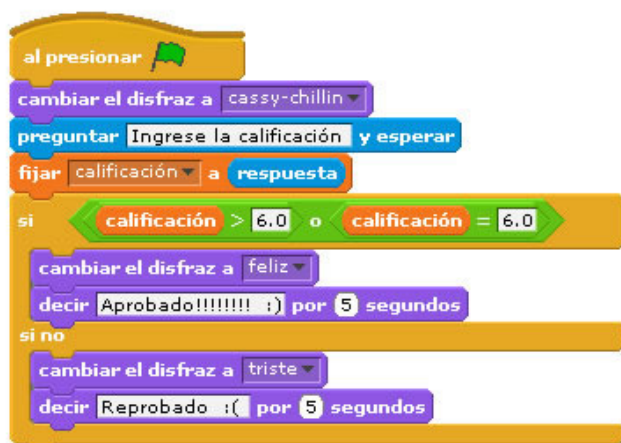 al presionar
cambiar el disfraz a cassy-chillin
preguntar Ingrese la calificación y esperar
fijar calificación a respuesta
si calificación > 6.0 o calificación = 6.0
cambiar el disfraz a feliz
decir Aprobado!!!!!!!! :) por 5 segundos
si no
cambiar el disfraz a triste
decir Reprobado :( por 5 segundos